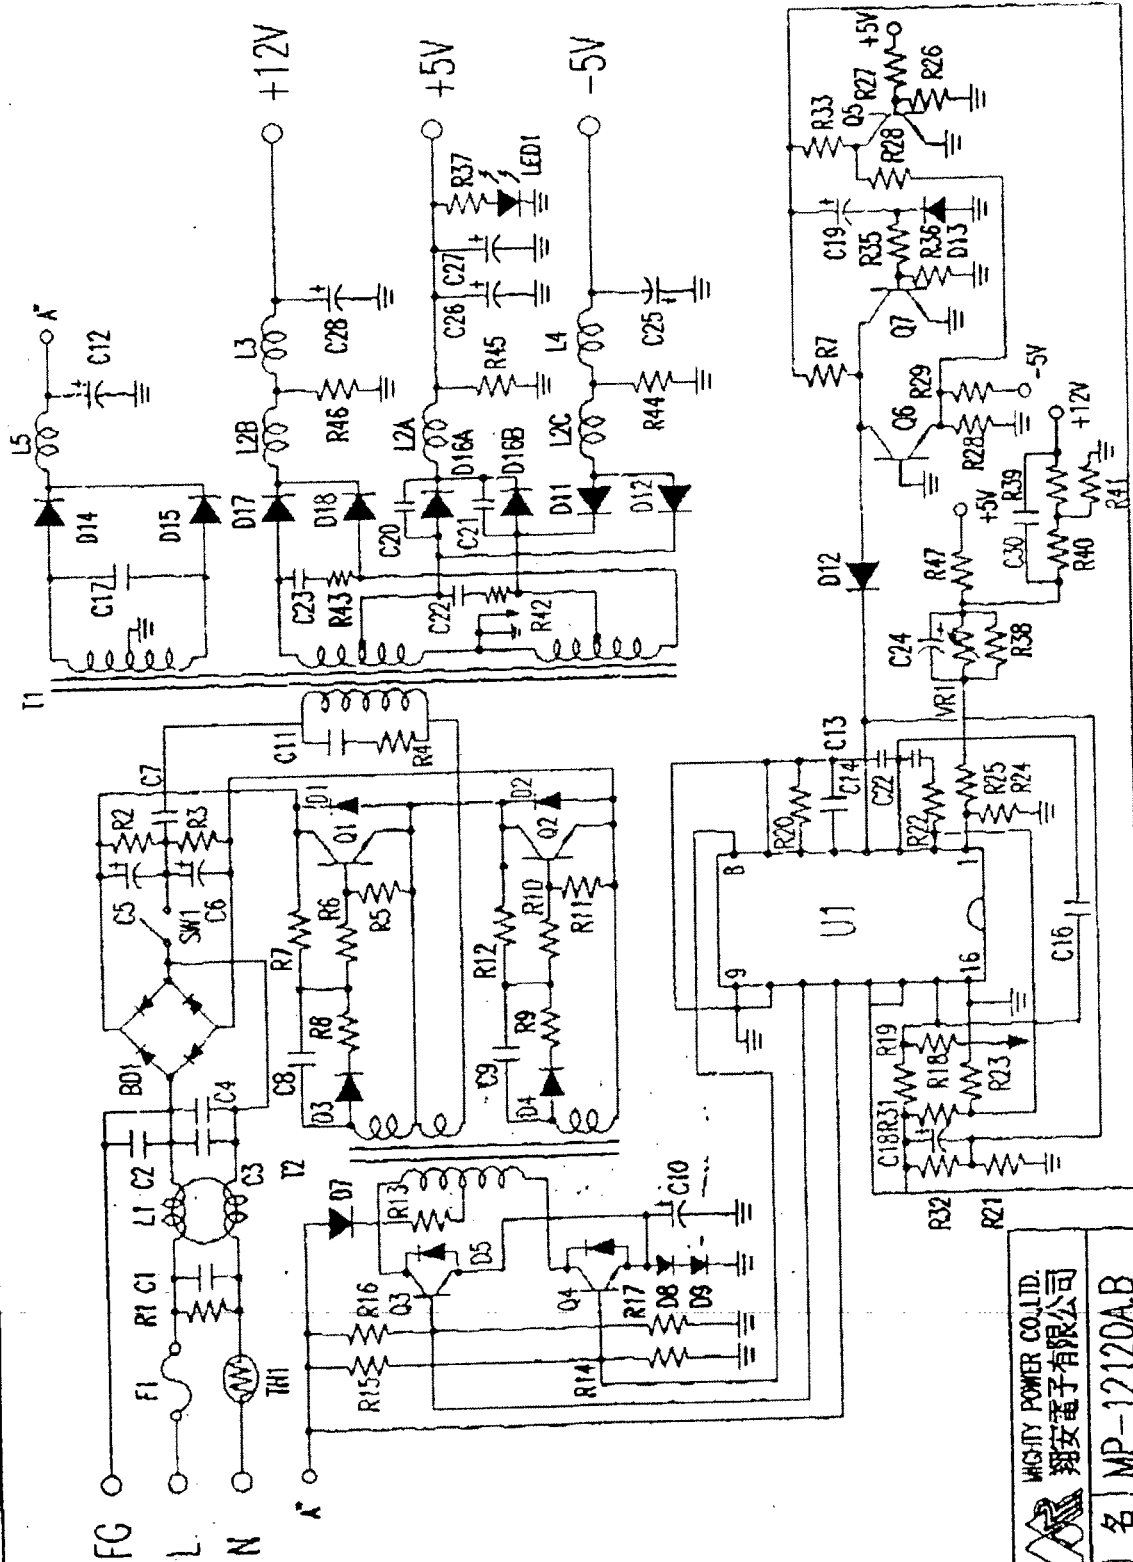 FG
L
N
F1
TH1
R1
C1
L1
C2
C3
C4
BD1
C5
SW1
C6
R2
R3
C7
T1
C11
R4
C17
D14
D15
L5
A"
C12
D17
D18
L2B
L3
+12V
R46
C28
C23
R43
C20
D16A
L2A
+5V
C21
D16B
R45
C26
C27
R37
LED1
C22
R42
D11
D12
L2C
L4
-5V
R44
C25
T2
C8
D3
R8
R7
R6
R5
Q1
D1
C9
D4
R9
R12
R10
R11
Q2
D2
A"
D7
R13
R16
R15
Q3
D5
Q4
R14
R17
D8
D9
C10
U1
8
9
1
16
R20
C14
C13
C22
R22
R25
R24
VR1
C24
R38
R47
+5V
D12
R40
C30
R39
R41
+12V
R28
R29
-5V
Q6
R7
Q7
R35
R36
D13
C19
R33
R28
Q5
R27
+5V
R26
R19
R18
R23
C16
C18
R31
R32
R21
MIGHTY POWER CO.,LTD.
翔安電子有限公司
名 MP-12120AB